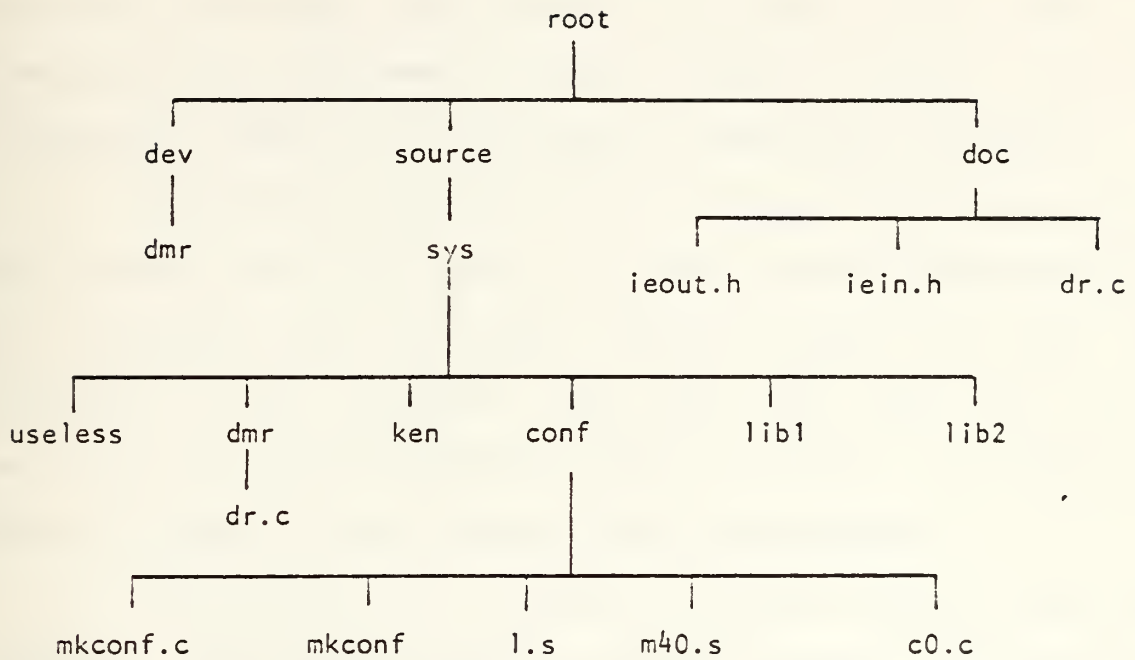 root
dev source doc
dmr sys
ieout.h iein.h dr.c
useless dmr ken conf lib1 lib2
dr.c
mkconf.c mkconf l.s m40.s c0.c